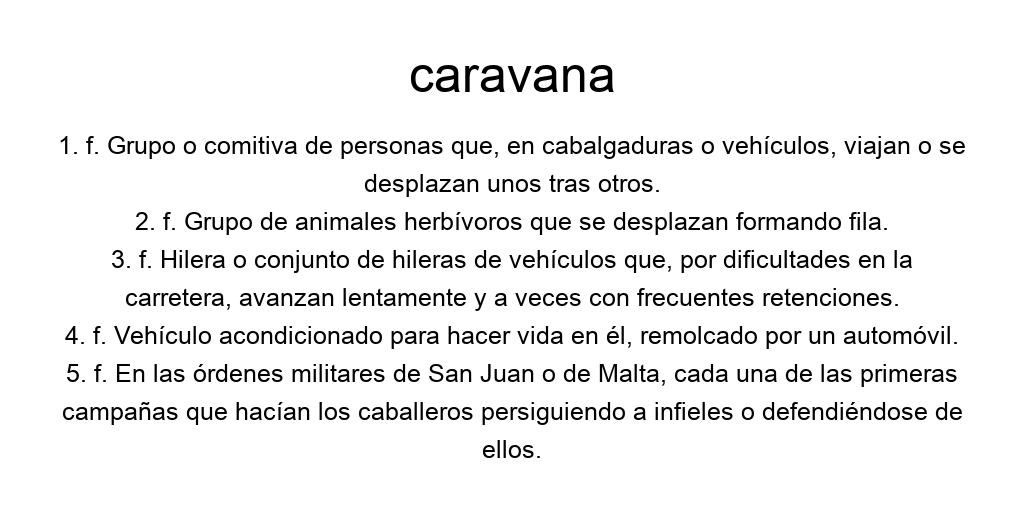 caravana
1. f. Grupo o comitiva de personas que, en cabalgaduras o vehículos, viajan o se
desplazan unos tras otros.
2. f. Grupo de animales herbívoros que se desplazan formando fila.
3. f. Hilera o conjunto de hileras de vehículos que, por dificultades en la
carretera, avanzan lentamente y a veces con frecuentes retenciones.
4. f. Vehículo acondicionado para hacer vida en él, remolcado por un automóvil.
5. f. En las órdenes militares de San Juan o de Malta, cada una de las primeras
campañas que hacían los caballeros persiguiendo a infieles o defendiéndose de
ellos.